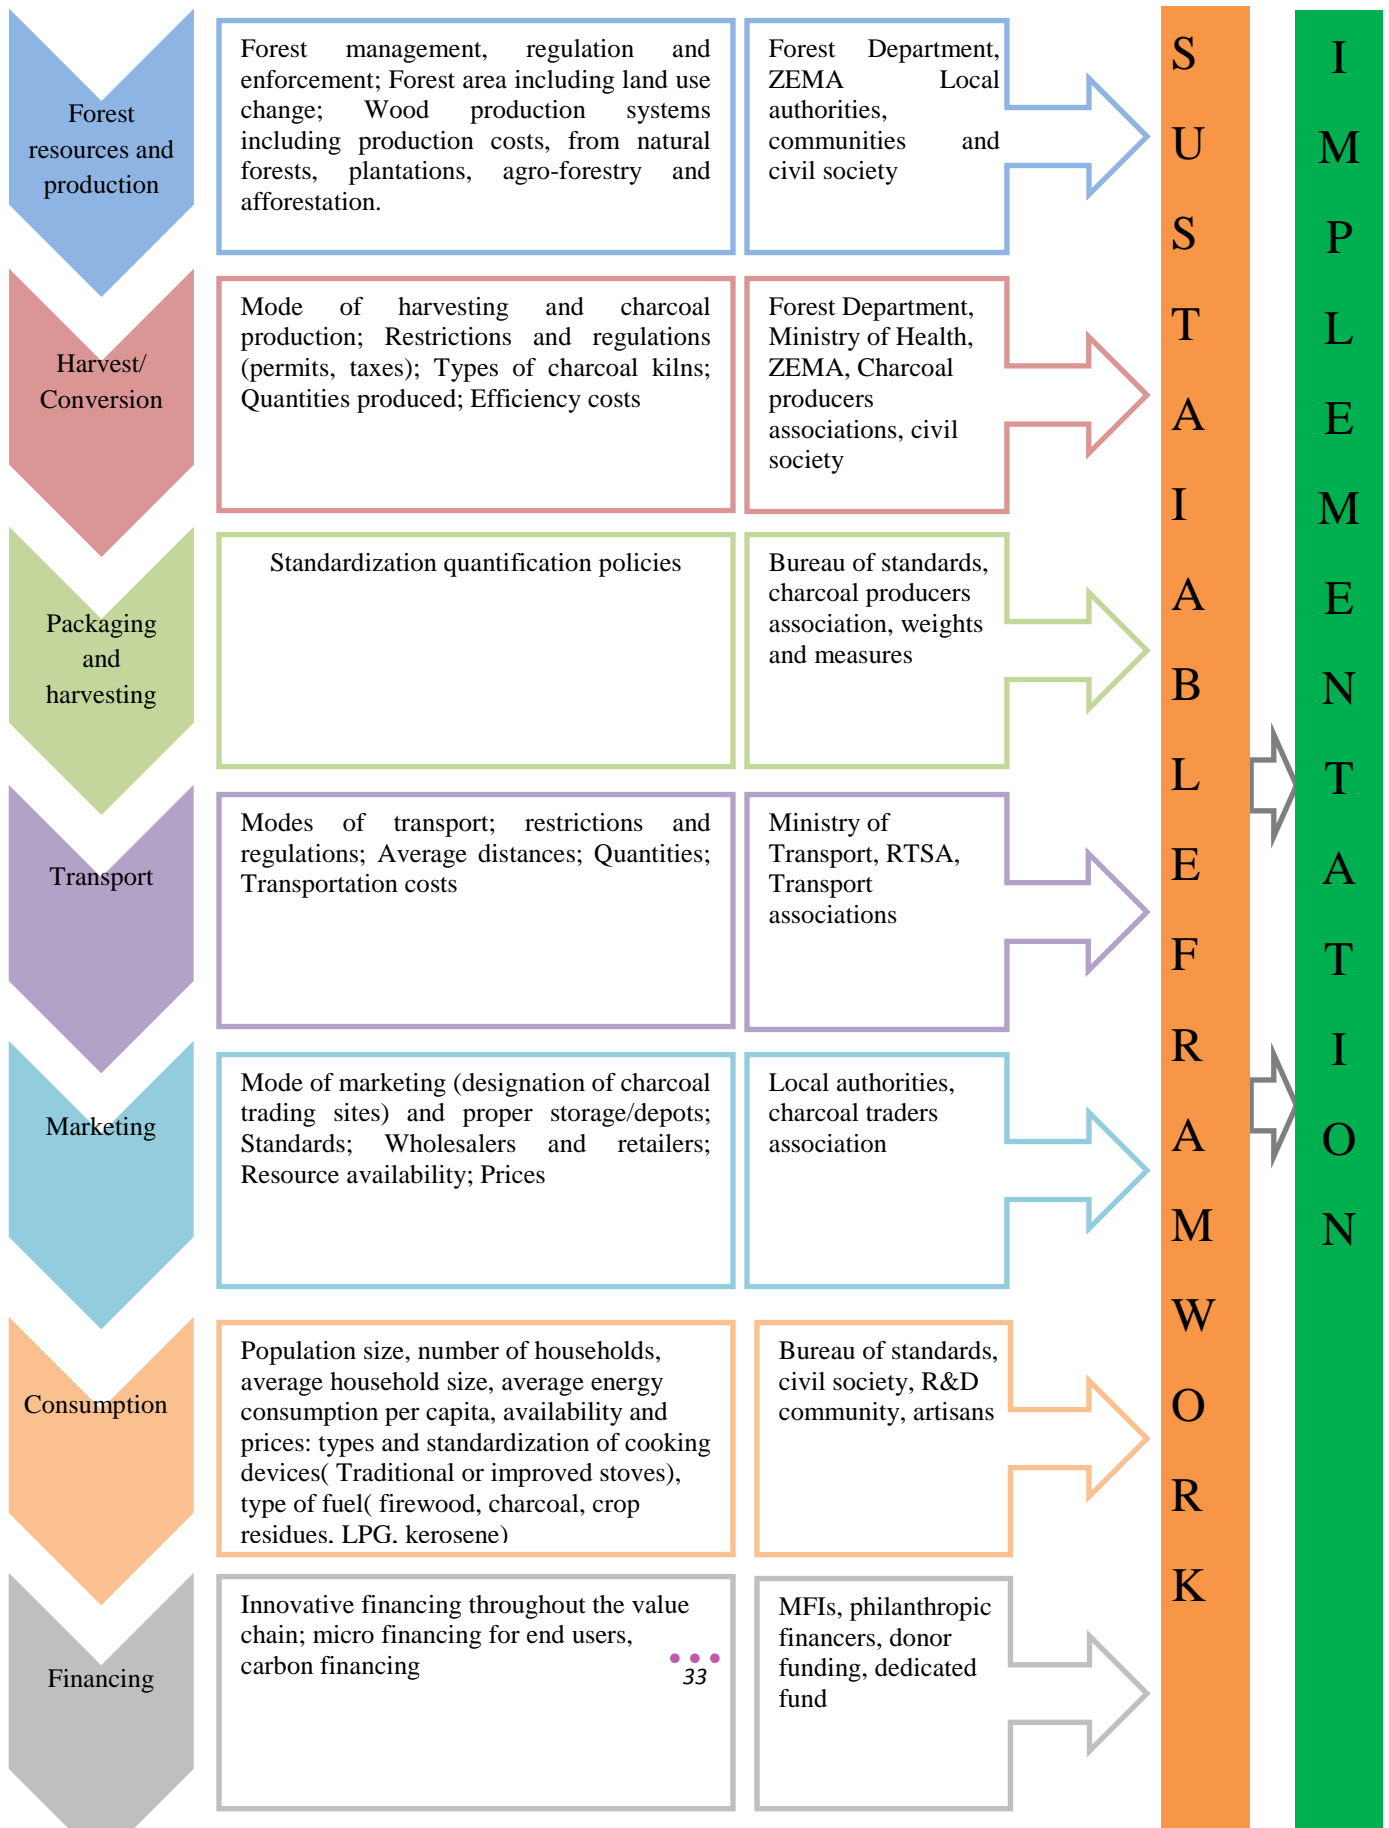 Forest
resources and
production
Forest management, regulation and
enforcement; Forest area including land use
change; Wood production systems
including production costs, from natural
forests, plantations, agro-forestry and
afforestation.
Forest Department,
ZEMA Local
authorities,
communities and
civil society
Harvest/
Conversion
Mode of harvesting and charcoal
production; Restrictions and regulations
(permits, taxes); Types of charcoal kilns;
Quantities produced; Efficiency costs
Forest Department,
Ministry of Health,
ZEMA, Charcoal
producers
associations, civil
society
Packaging
and
harvesting
Standardization quantification policies
Bureau of standards,
charcoal producers
association, weights
and measures
Transport
Modes of transport; restrictions and
regulations; Average distances; Quantities;
Transportation costs
Ministry of
Transport, RTSA,
Transport
associations
Marketing
Mode of marketing (designation of charcoal
trading sites) and proper storage/depots;
Standards; Wholesalers and retailers;
Resource availability; Prices
Local authorities,
charcoal traders
association
Consumption
Population size, number of households,
average household size, average energy
consumption per capita, availability and
prices: types and standardization of cooking
devices( Traditional or improved stoves),
type of fuel( firewood, charcoal, crop
residues, LPG, kerosene)
Bureau of standards,
civil society, R&D
community, artisans
Financing
Innovative financing throughout the value
chain; micro financing for end users,
carbon financing
33
MFIs, philanthropic
financers, donor
funding, dedicated
fund
S
U
S
T
A
I
A
B
L
E
F
R
A
M
W
O
R
K
I
M
P
L
E
M
E
N
T
A
T
I
O
N